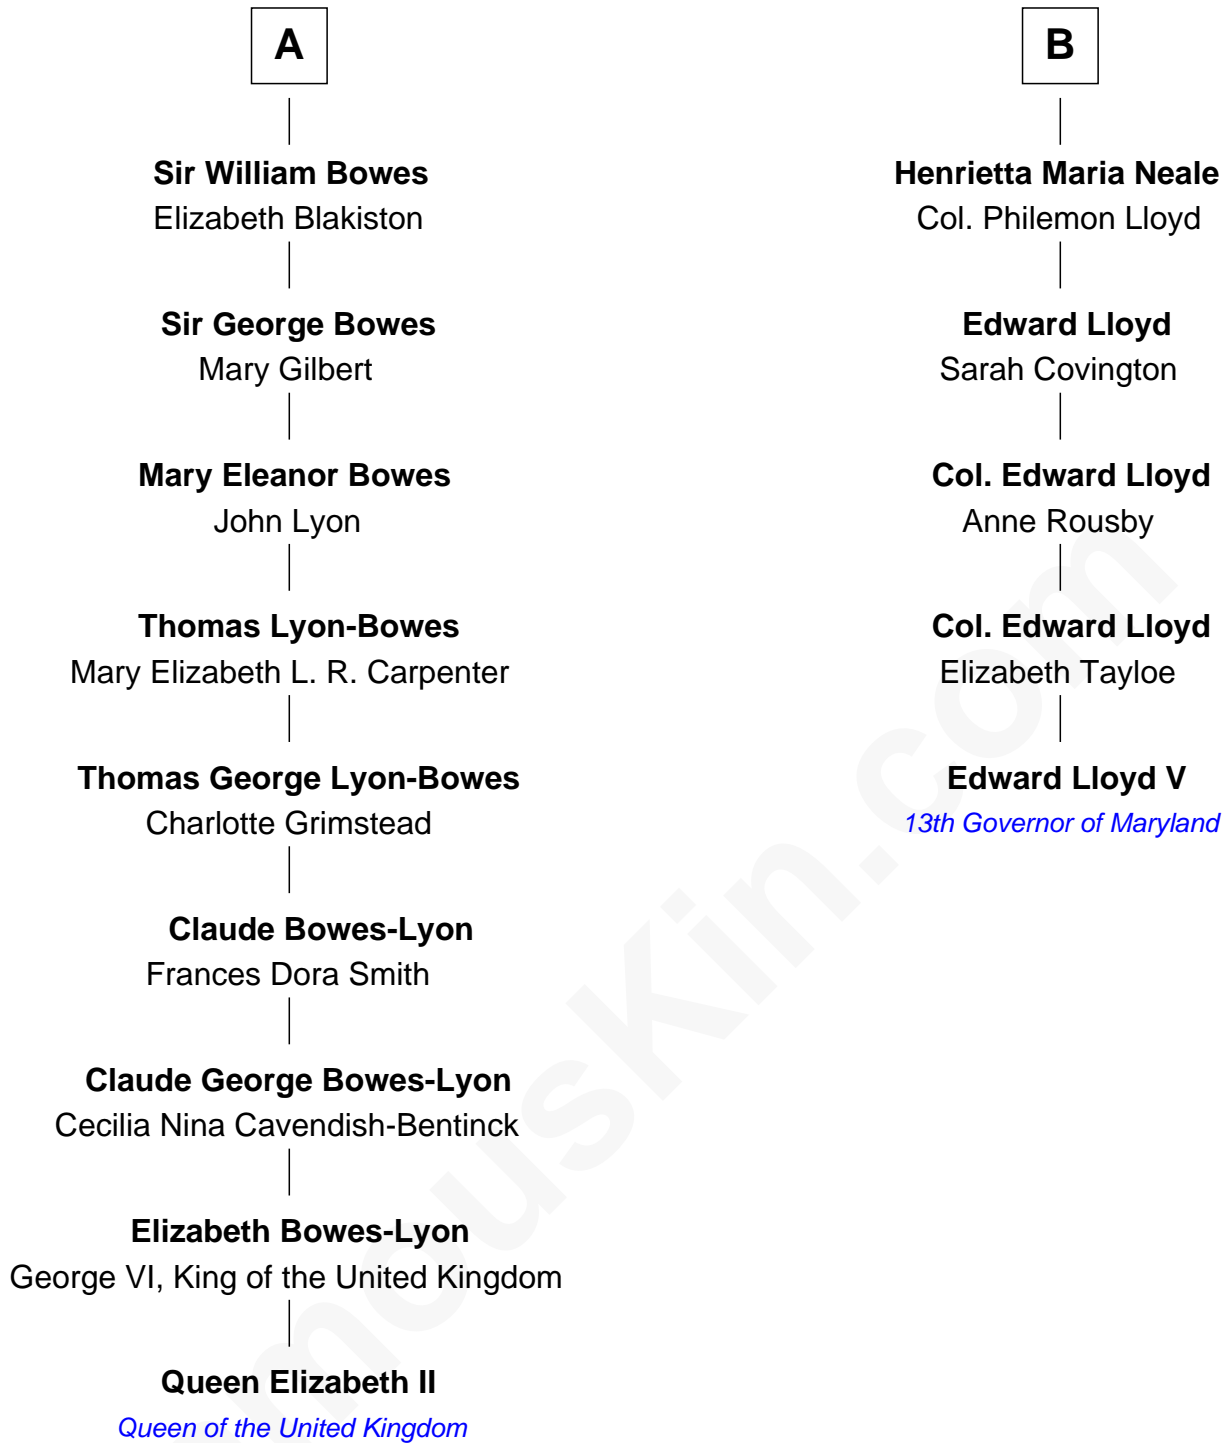 A
Sir William Bowes
Elizabeth Blakiston
Sir George Bowes
Mary Gilbert
Mary Eleanor Bowes
John Lyon
Thomas Lyon-Bowes
Mary Elizabeth L. R. Carpenter
Thomas George Lyon-Bowes
Charlotte Grimstead
Claude Bowes-Lyon
Frances Dora Smith
Claude George Bowes-Lyon
Cecilia Nina Cavendish-Bentinck
Elizabeth Bowes-Lyon
George VI, King of the United Kingdom
Queen Elizabeth II
Queen of the United Kingdom
B
Henrietta Maria Neale
Col. Philemon Lloyd
Edward Lloyd
Sarah Covington
Col. Edward Lloyd
Anne Rousby
Col. Edward Lloyd
Elizabeth Tayloe
Edward Lloyd V
13th Governor of Maryland
mousKin.com